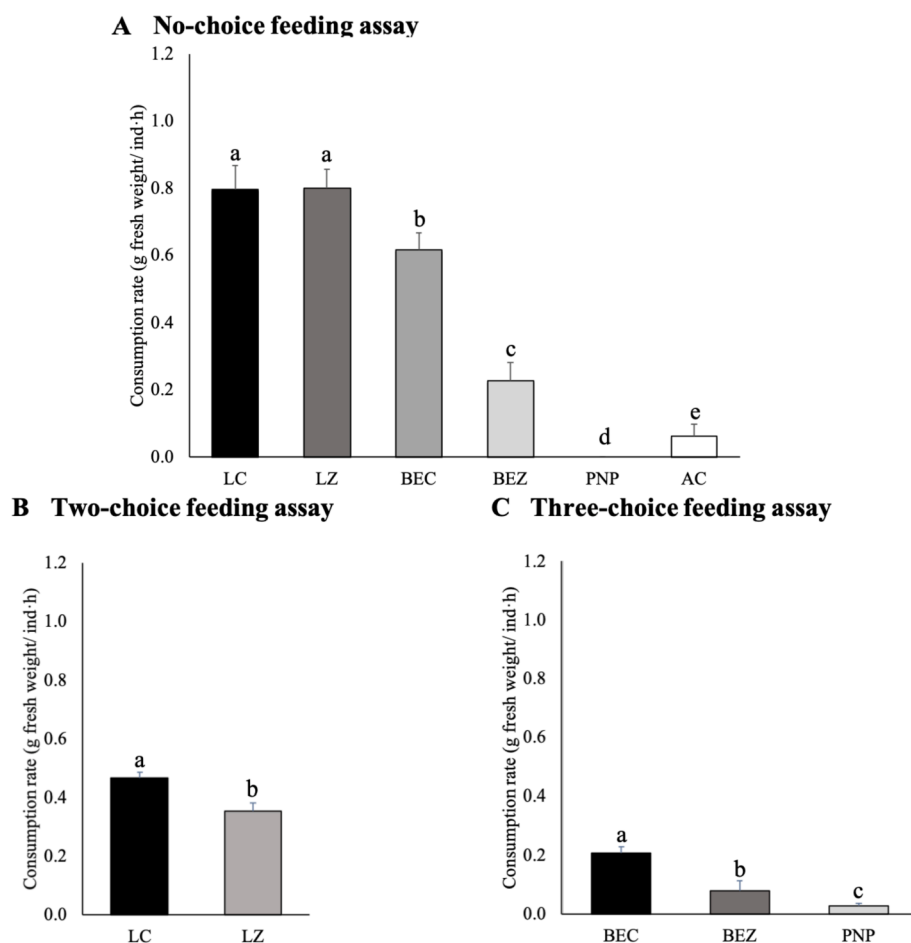 A No-choice feeding assay
Consumption rate (g fresh weight/ ind·h)
1.2
1.0
0.8
0.6
0.4
0.2
0.0
a
a
b
c
d
e
LC LZ BEC BEZ PNP AC
B Two-choice feeding assay
Consumption rate (g fresh weight/ ind·h)
1.2
1.0
0.8
0.6
0.4
0.2
0.0
a
b
LC LZ
C Three-choice feeding assay
Consumption rate (g fresh weight/ ind·h)
1.2
1.0
0.8
0.6
0.4
0.2
0.0
a
b
c
BEC BEZ PNP